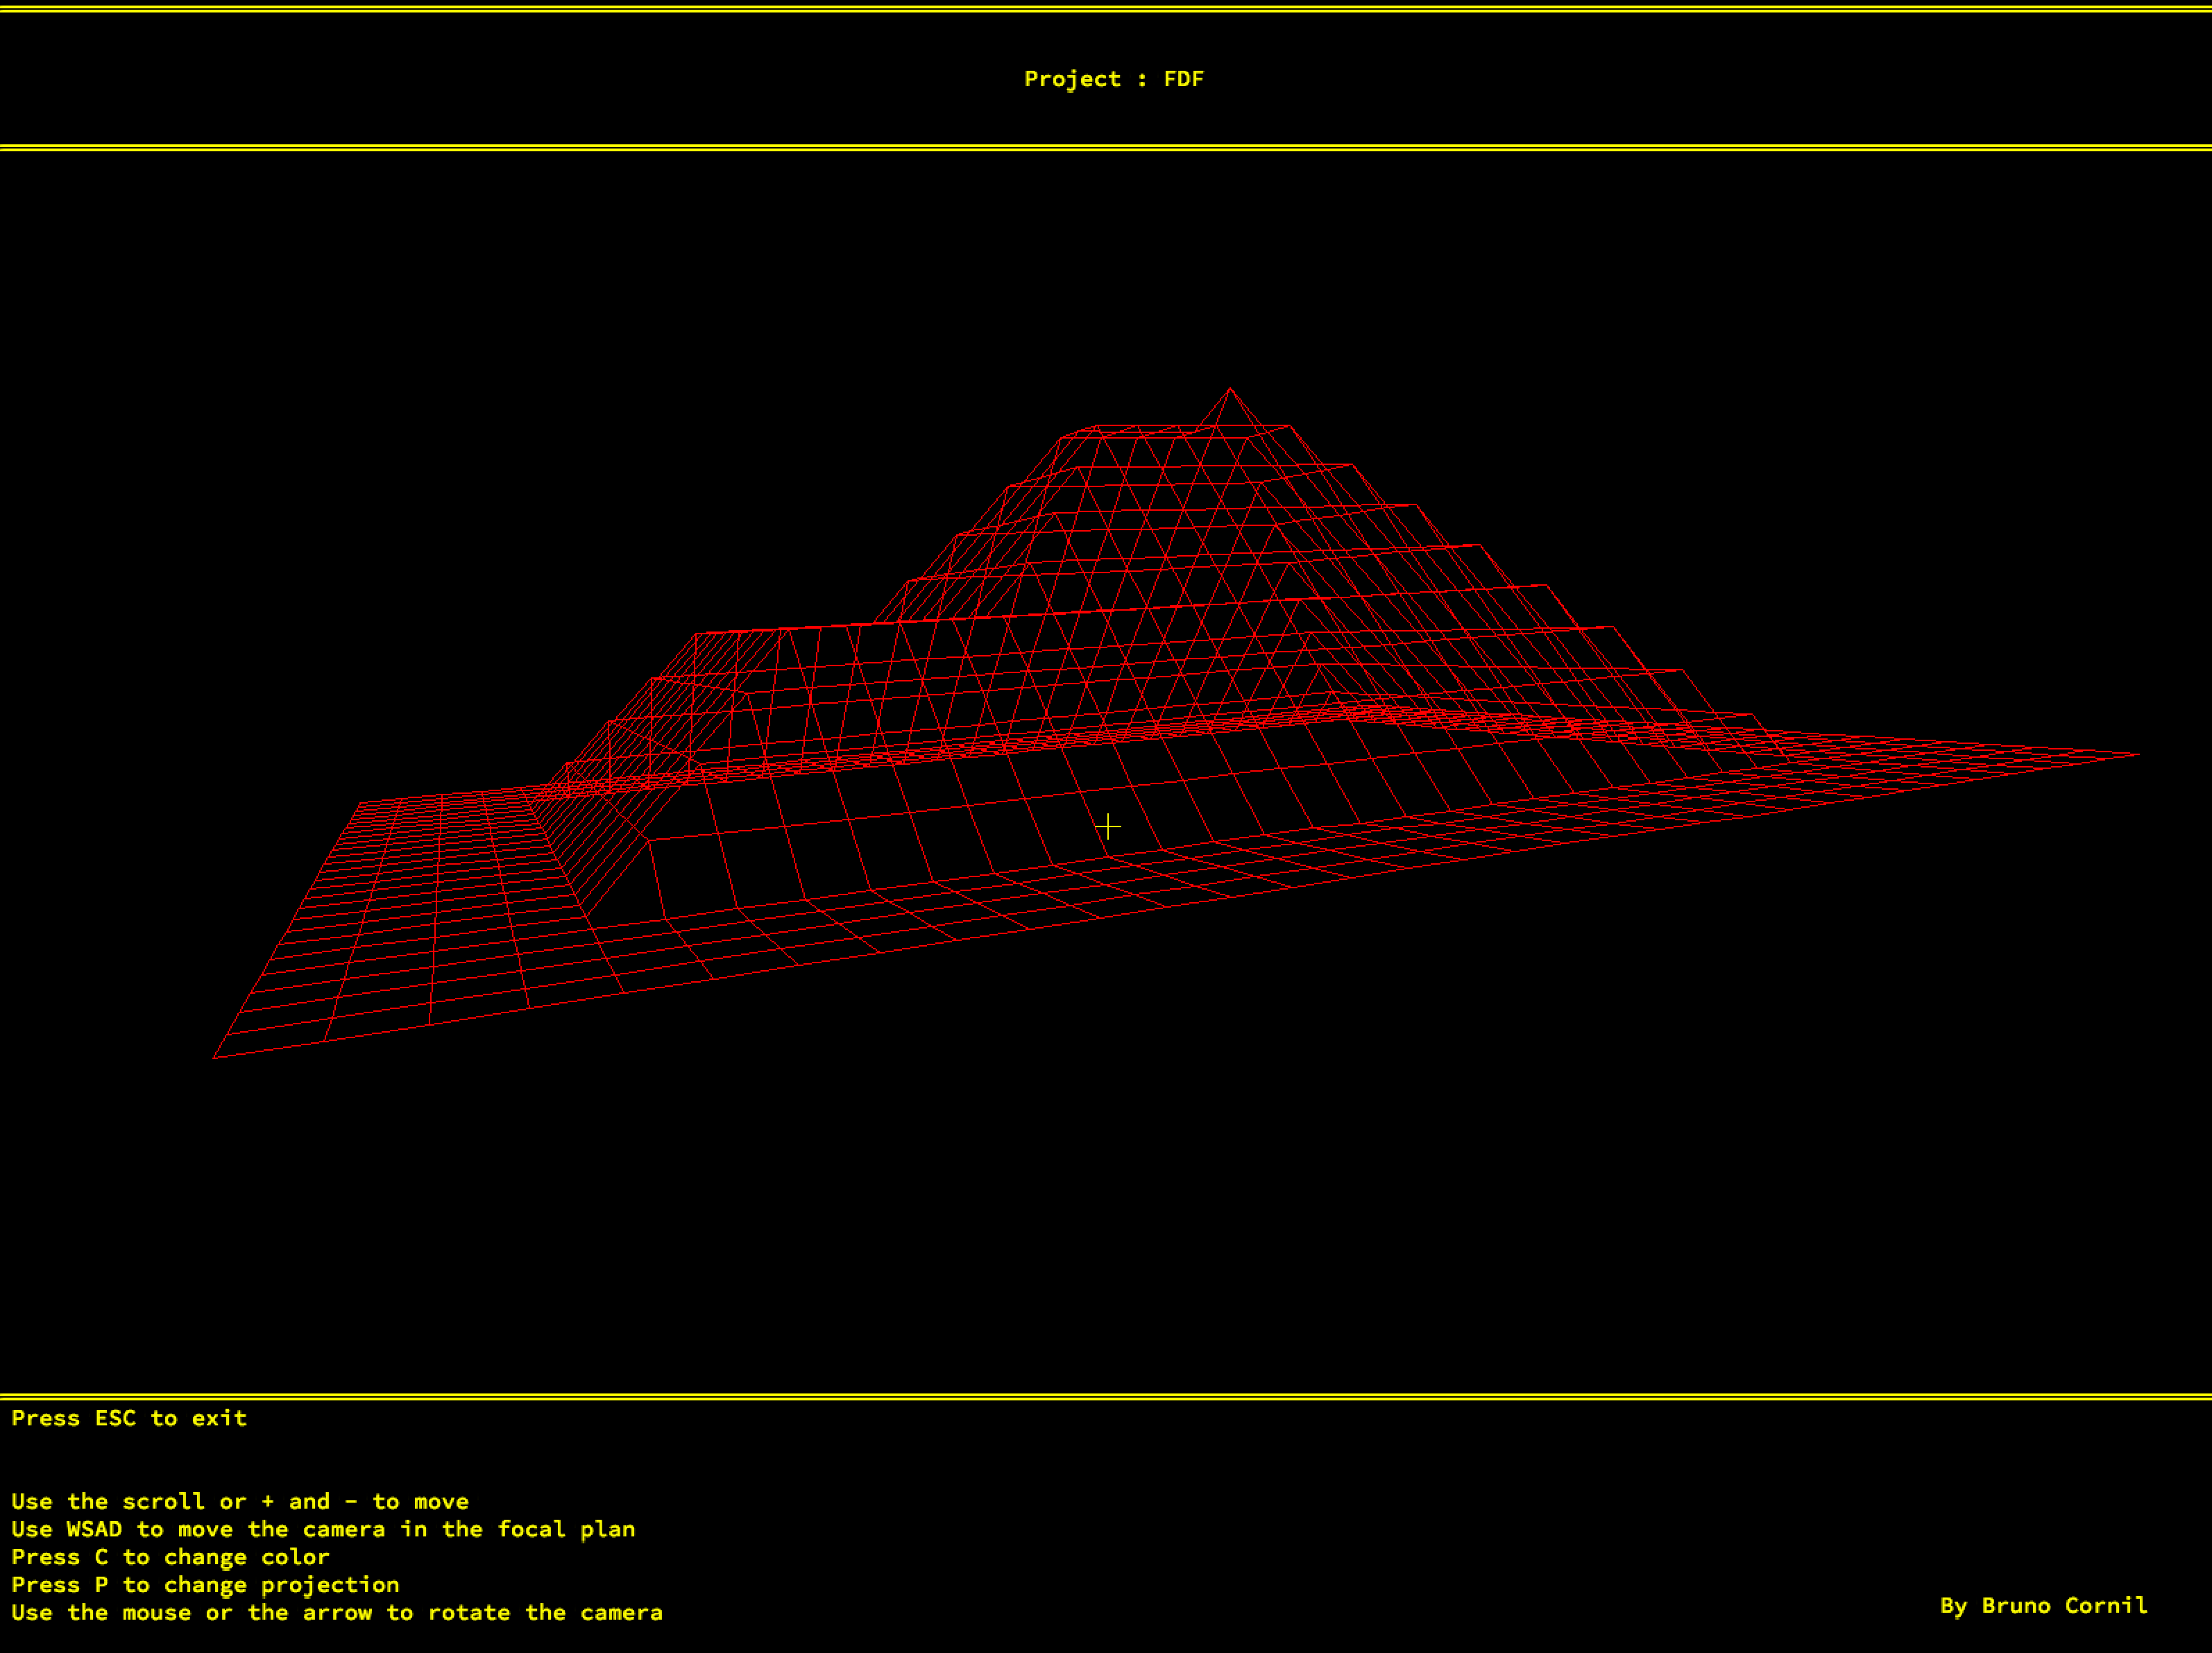 Project : FDF
Press ESC to exit
Use the scroll or + and - to move
Use WSAD to move the camera in the focal plan
Press C to change color
Press P to change projection
Use the mouse or the arrow to rotate the camera
By Bruno Cornil